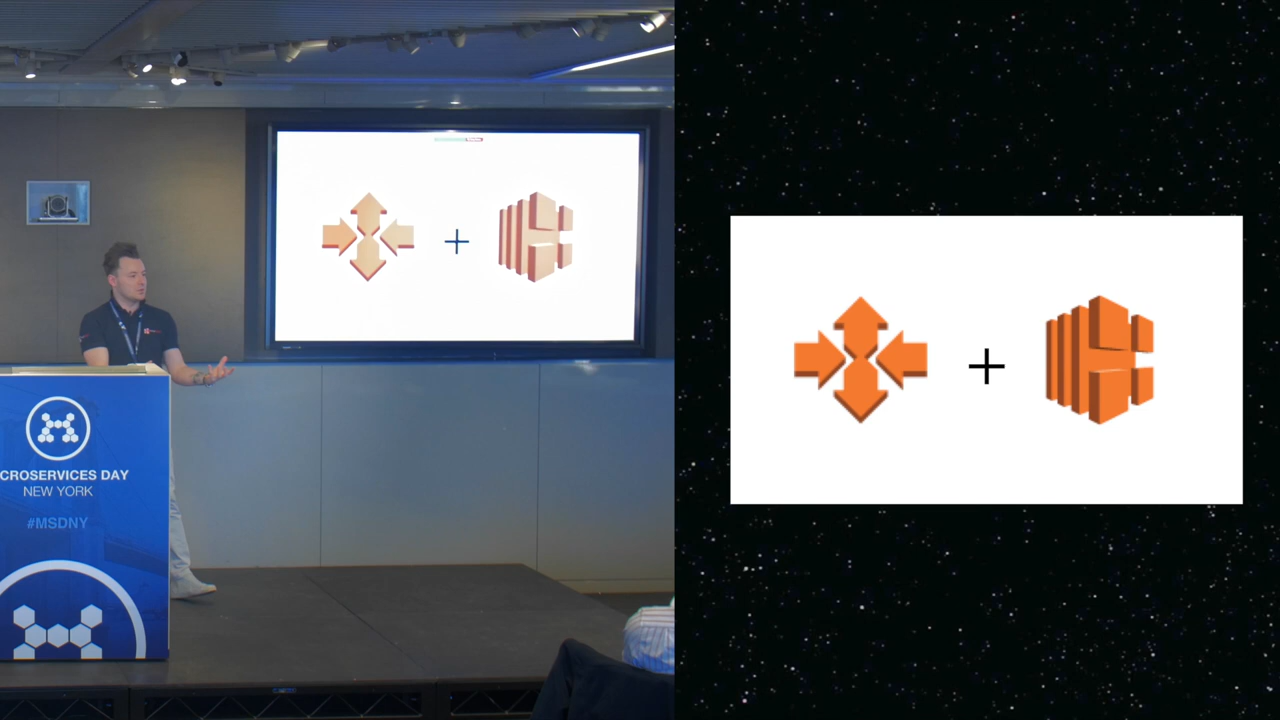 CROSERVICES DAY
NEW YORK
#MSDNY
+
+